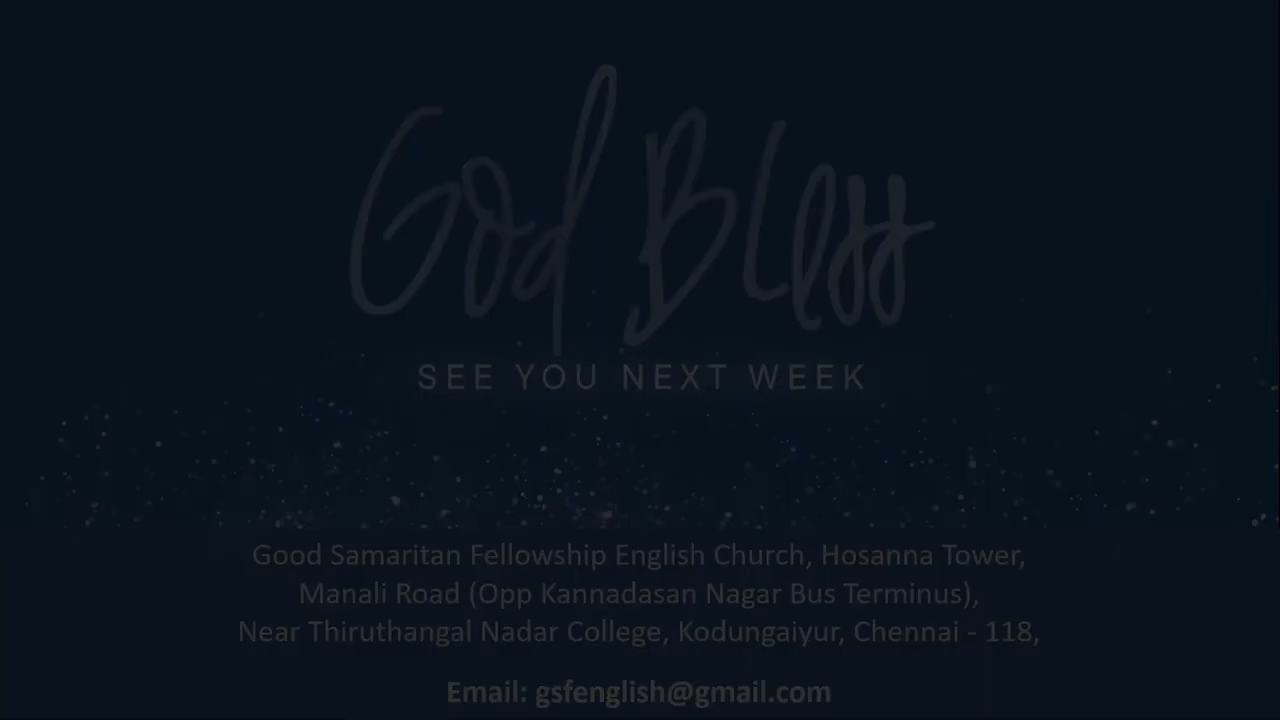 God Bless
SEE YOU NEXT WEEK
Good Samaritan Fellowship English Church, Hosanna Tower,
Manali Road (Opp Kannadasan Nagar Bus Terminus),
Near Thiruthangal Nadar College, Kodungaiyur, Chennai - 118,
Email: gsfenglish@gmail.com